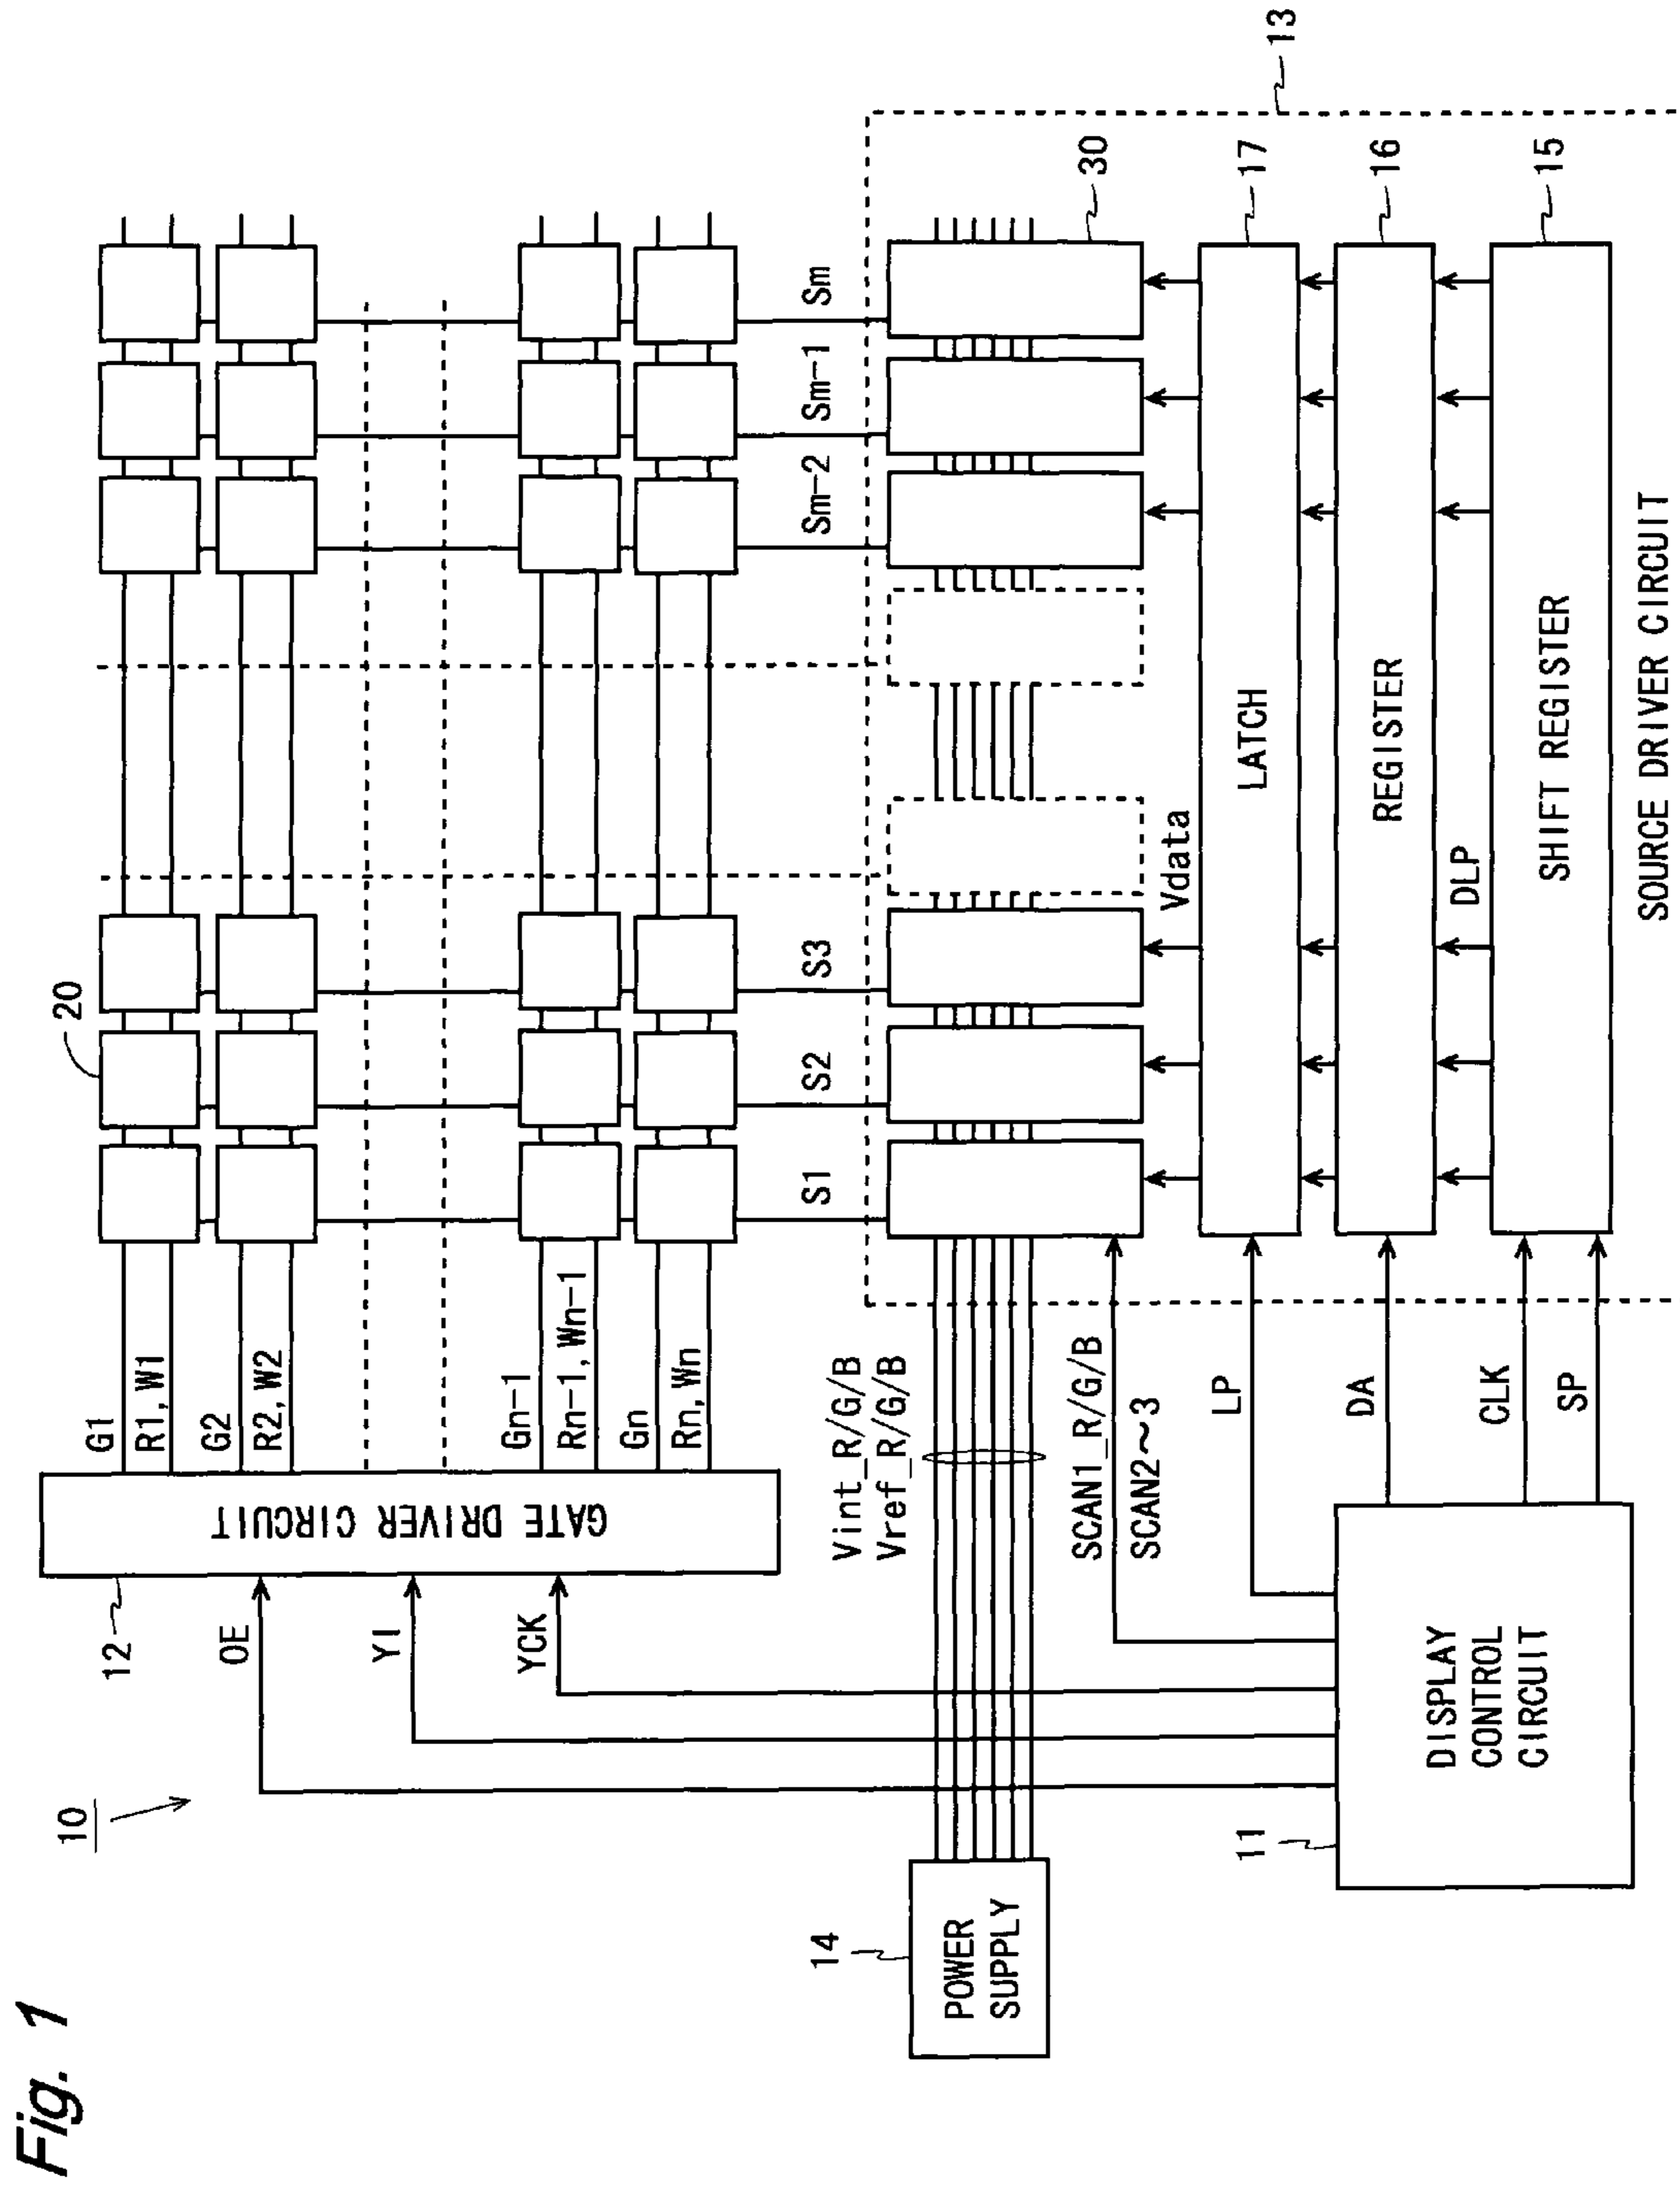 Fig. 1
10
12
OE
YI
YCK
GATE DRIVER CIRCUIT
G1
R1, W1
G2
R2, W2
Gn-1
Rn-1, Wn-1
Gn
Rn, Wn
20
S1
S2
S3
Sm-2
Sm-1
Sm
14
POWER
SUPPLY
Vint_R/G/B
Vref_R/G/B
SCAN1_R/G/B
SCAN2~3
30
13
Vdata
LP
LATCH
17
DA
REGISTER
16
DLP
11
DISPLAY
CONTROL
CIRCUIT
CLK
SP
SHIFT REGISTER
15
SOURCE DRIVER CIRCUIT